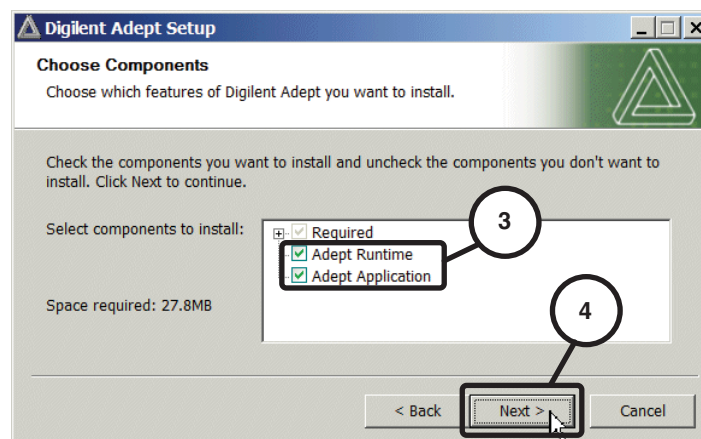 Digilent Adept Setup
Choose Components
Choose which features of Digilent Adept you want to install.
Check the components you want to install and uncheck the components you don't want to
install. Click Next to continue.
Select components to install:
Required
Adept Runtime
Adept Application
3
Space required: 27.8MB
4
< Back
Next >
Cancel